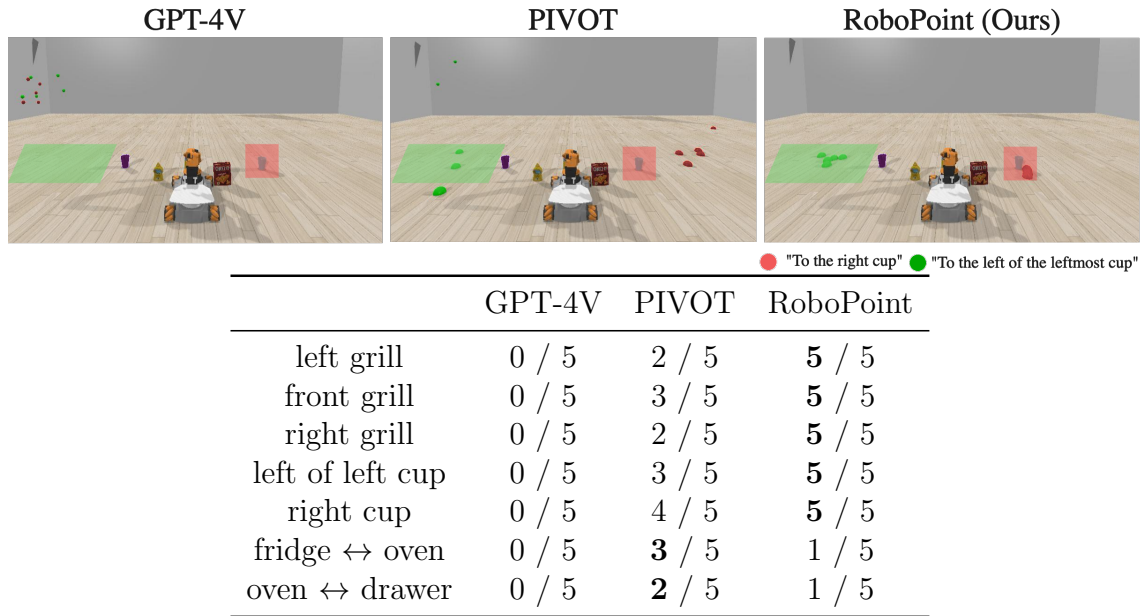 GPT-4V PIVOT RoboPoint (Ours)
"To the right cup" "To the left of the leftmost cup"
GPT-4V PIVOT RoboPoint
left grill 0 / 5 2 / 5 5 / 5
front grill 0 / 5 3 / 5 5 / 5
right grill 0 / 5 2 / 5 5 / 5
left of left cup 0 / 5 3 / 5 5 / 5
right cup 0 / 5 4 / 5 5 / 5
fridge ↔ oven 0 / 5 3 / 5 1 / 5
oven ↔ drawer 0 / 5 2 / 5 1 / 5